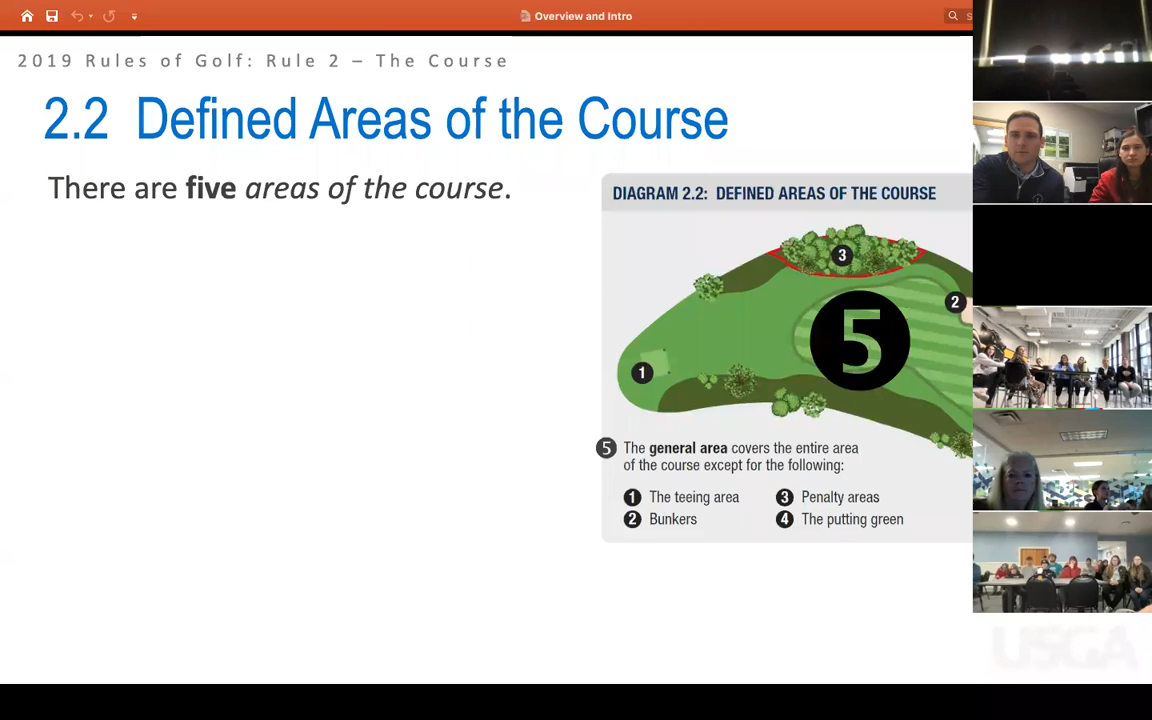 Overview and Intro
S
2019 Rules of Golf: Rule 2 – The Course
2.2 Defined Areas of the Course
There are five areas of the course.
DIAGRAM 2.2: DEFINED AREAS OF THE COURSE
3
2
5
1
5 The general area covers the entire area
of the course except for the following:
1 The teeing area
3 Penalty areas
2 Bunkers
4 The putting green
USGA